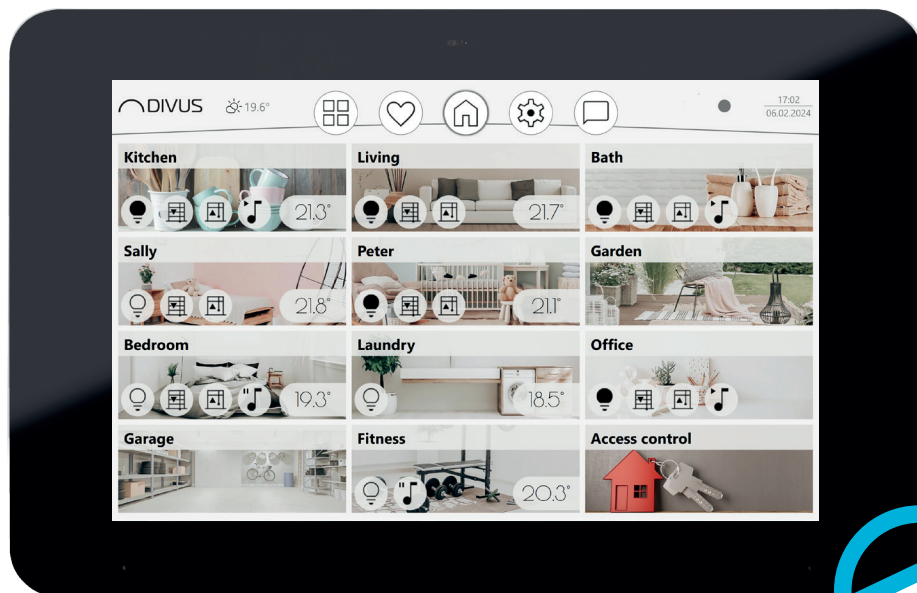 DIVUS
19.6°
17:02
06.02.2024
Kitchen
21.3°
Living
21.7°
Bath
Sally
21.8°
Peter
21.1°
Garden
Bedroom
19.3°
Laundry
18.5°
Office
Garage
Fitness
20.3°
Access control